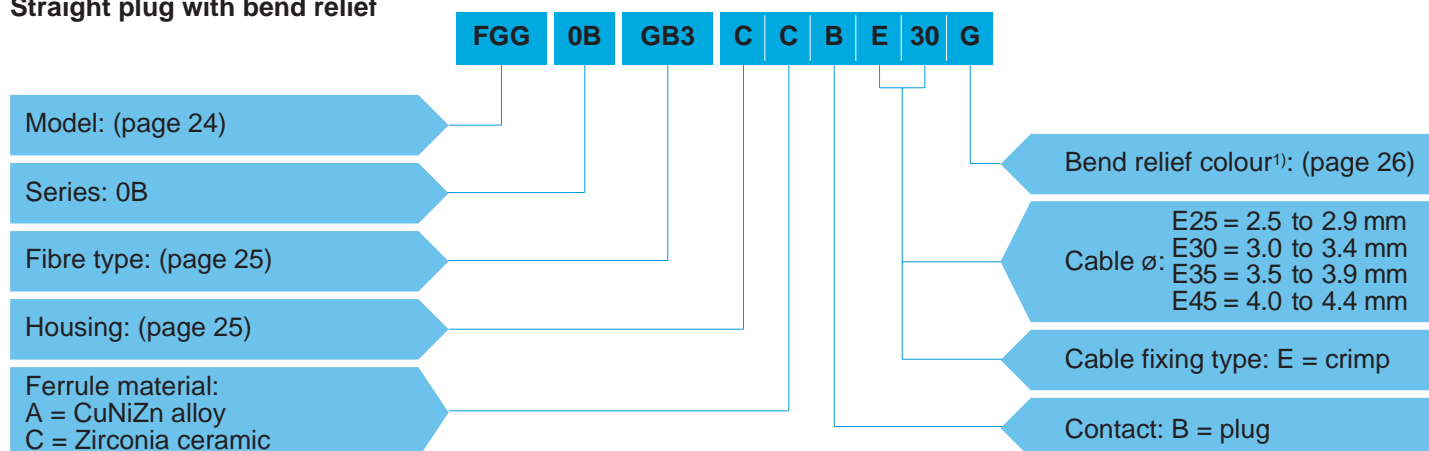 Straight plug with bend relief
FGG 0B GB3 C C B E 30 G
Model: (page 24)
Series: 0B
Fibre type: (page 25)
Housing: (page 25)
Ferrule material:
A = CuNiZn alloy
C = Zirconia ceramic
Bend relief colour1): (page 26)
Cable ø:
E25 = 2.5 to 2.9 mm
E30 = 3.0 to 3.4 mm
E35 = 3.5 to 3.9 mm
E45 = 4.0 to 4.4 mm
Cable fixing type: E = crimp
Contact: B = plug